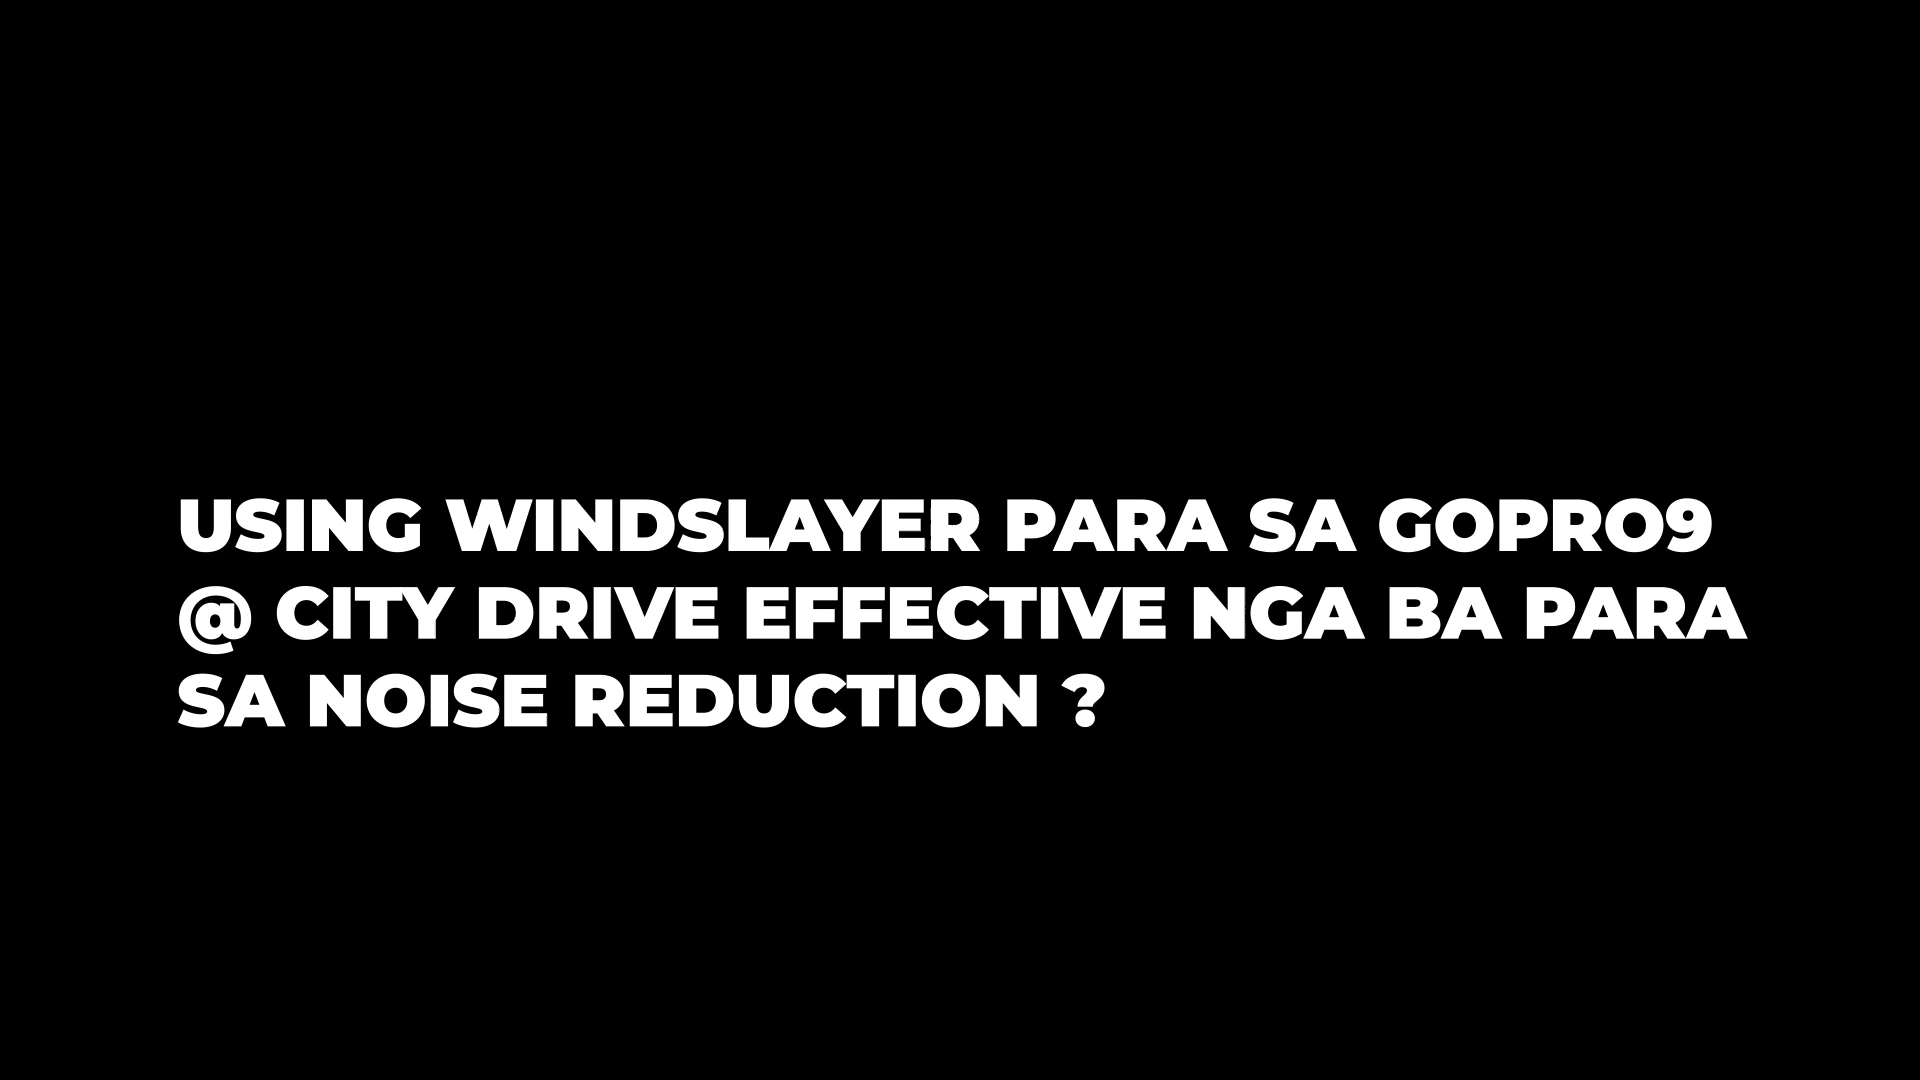 USING WINDSLAYER PARA SA GOPRO9
@ CITY DRIVE EFFECTIVE NGA BA PARA
SA NOISE REDUCTION ?